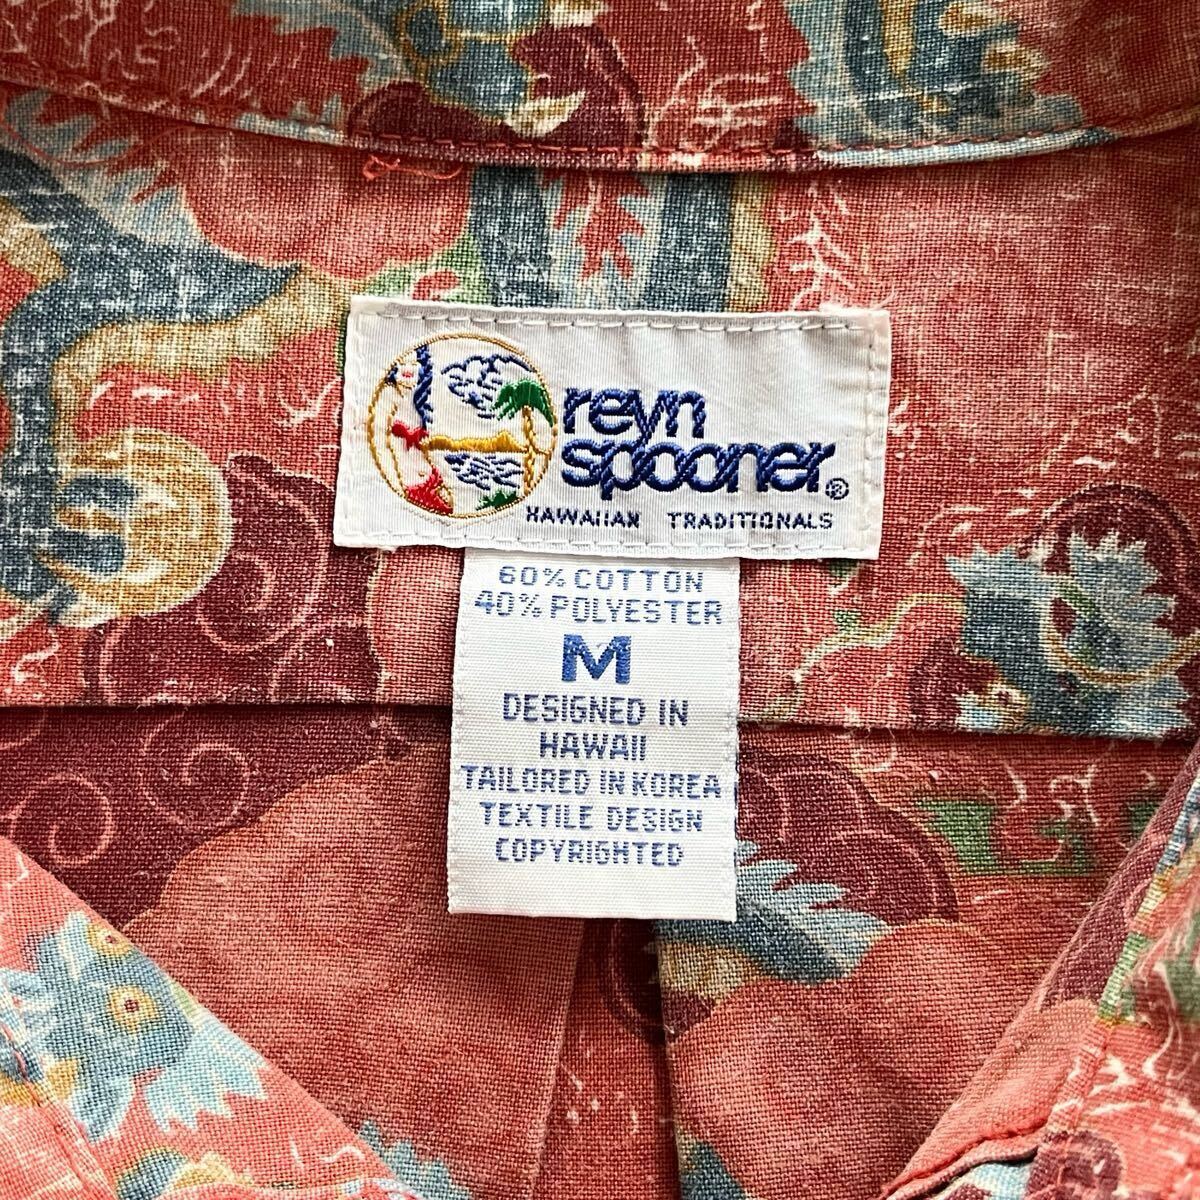 reyn
spooner®
HAWAIIAN TRADITIONALS
60% COTTON
40% POLYESTER
M
DESIGNED IN
HAWAII
TAILORED IN KOREA
TEXTILE DESIGN
COPYRIGHTED